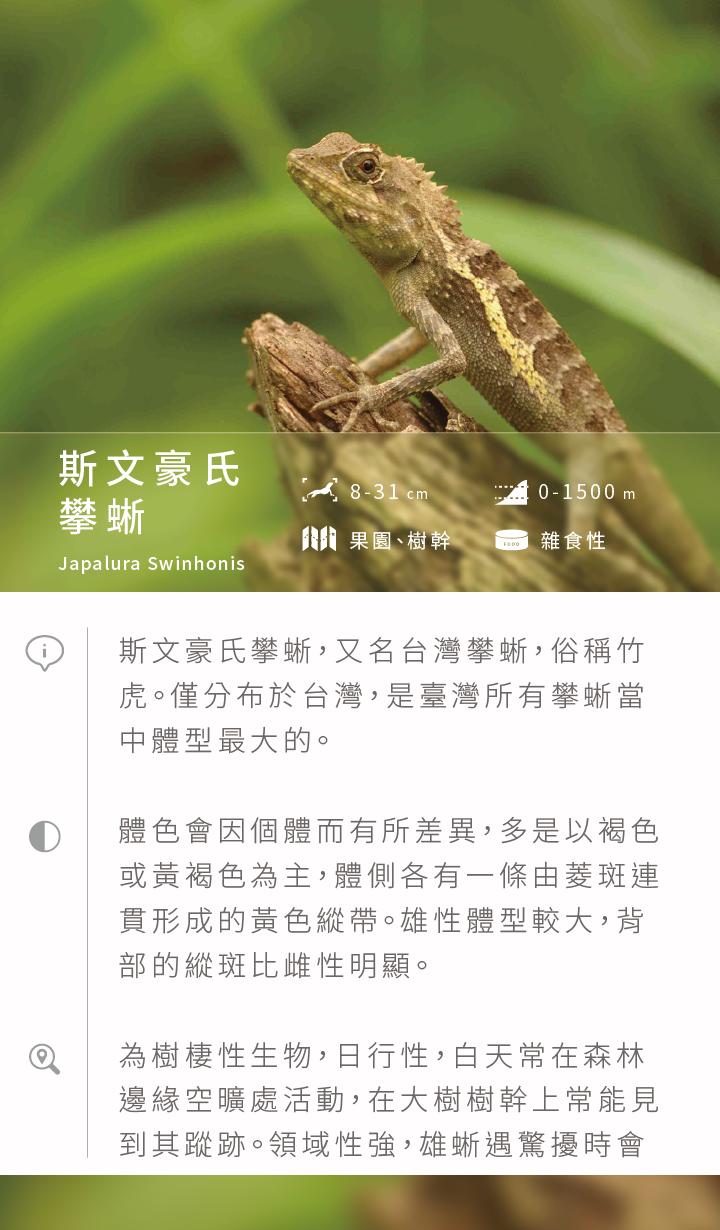 斯文豪氏
攀蜥
Japalura Swinhonis
8-31 cm
0-1500 m
果園、樹幹
FOOD
雜食性
斯文豪氏攀蜥，又名台灣攀蜥，俗稱竹
虎。僅分布於台灣，是臺灣所有攀蜥當
中體型最大的。
體色會因個體而有所差異，多是以褐色
或黃褐色為主，體側各有一條由菱斑連
貫形成的黃色縱帶。雄性體型較大，背
部的縱斑比雌性明顯。
為樹棲性生物，日行性，白天常在森林
邊緣空曠處活動，在大樹樹幹上常能見
到其蹤跡。領域性強，雄蜥遇驚擾時會